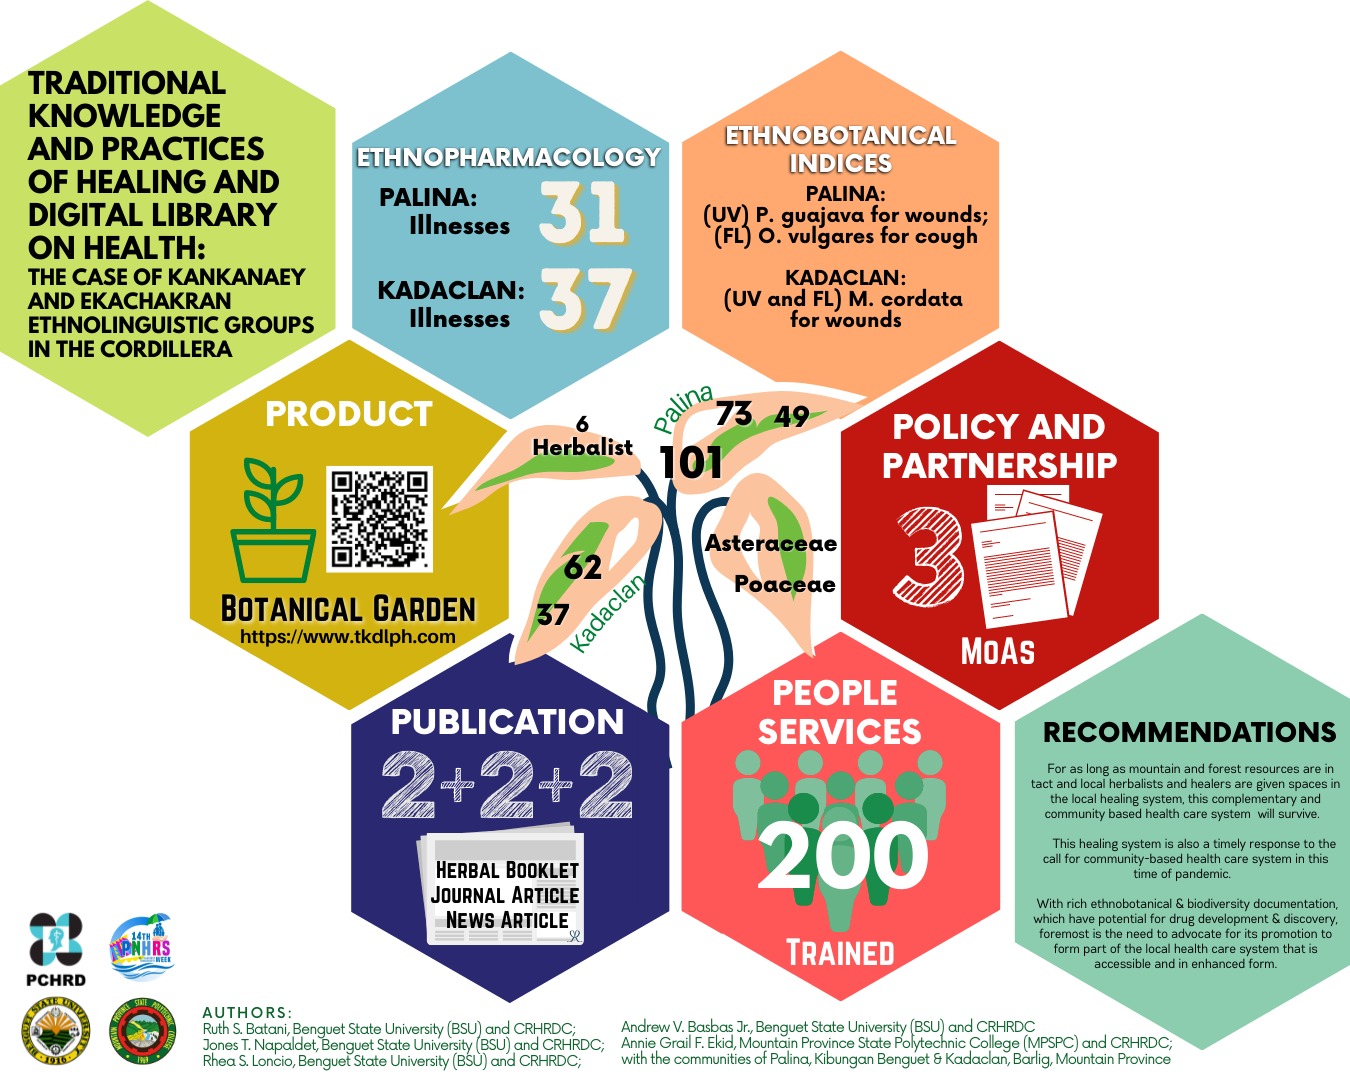 TRADITIONAL
KNOWLEDGE
AND PRACTICES
OF HEALING AND
DIGITAL LIBRARY
ON HEALTH:
THE CASE OF KANKANAEY
AND EKACHAKRAN
ETHNOLINGUISTIC GROUPS
IN THE CORDILLERA
ETHNOPHARMACOLOGY
PALINA:
Illnesses
31
KADACLAN:
Illnesses
37
ETHNOBOTANICAL
INDICES
PALINA:
(UV) P. guajava for wounds;
(FL) O. vulgares for cough
KADACLAN:
(UV and FL) M. cordata
for wounds
PRODUCT
BOTANICAL GARDEN
https://www.tkdlph.com
6
Herbalist
Palina
73 49
101
62
37
Kadaclan
Asteraceae
Poaceae
POLICY AND
PARTNERSHIP
3
MOAS
PUBLICATION
2+2+2
HERBAL BOOKLET
JOURNAL ARTICLE
NEWS ARTICLE
PEOPLE
SERVICES
200
TRAINED
RECOMMENDATIONS
For as long as mountain and forest resources are in
tact and local herbalists and healers are given spaces in
the local healing system, this complementary and
community based health care system will survive.
This healing system is also a timely response to the
call for community-based health care system in this
time of pandemic.
With rich ethnobotanical & biodiversity documentation,
which have potential for drug development & discovery,
foremost is the need to advocate for its promotion to
form part of the local health care system that is
accessible and in enhanced form.
PCHRD
14TH
PNHRS
WEEK
1916
1969
AUTHORS:
Ruth S. Batani, Benguet State University (BSU) and CRHRDC;
Jones T. Napaldet, Benguet State University (BSU) and CRHRDC;
Rhea S. Loncio, Benguet State University (BSU) and CRHRDC;
Andrew V. Basbas Jr., Benguet State University (BSU) and CRHRDC
Annie Grail F. Ekid, Mountain Province State Polytechnic College (MPSPC) and CRHRDC;
with the communities of Palina, Kibungan Benguet & Kadaclan, Barlig, Mountain Province